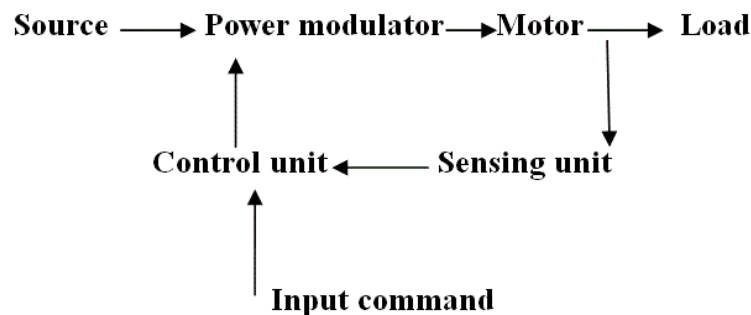 Source Power modulator Motor Load
Control unit Sensing unit
Input command